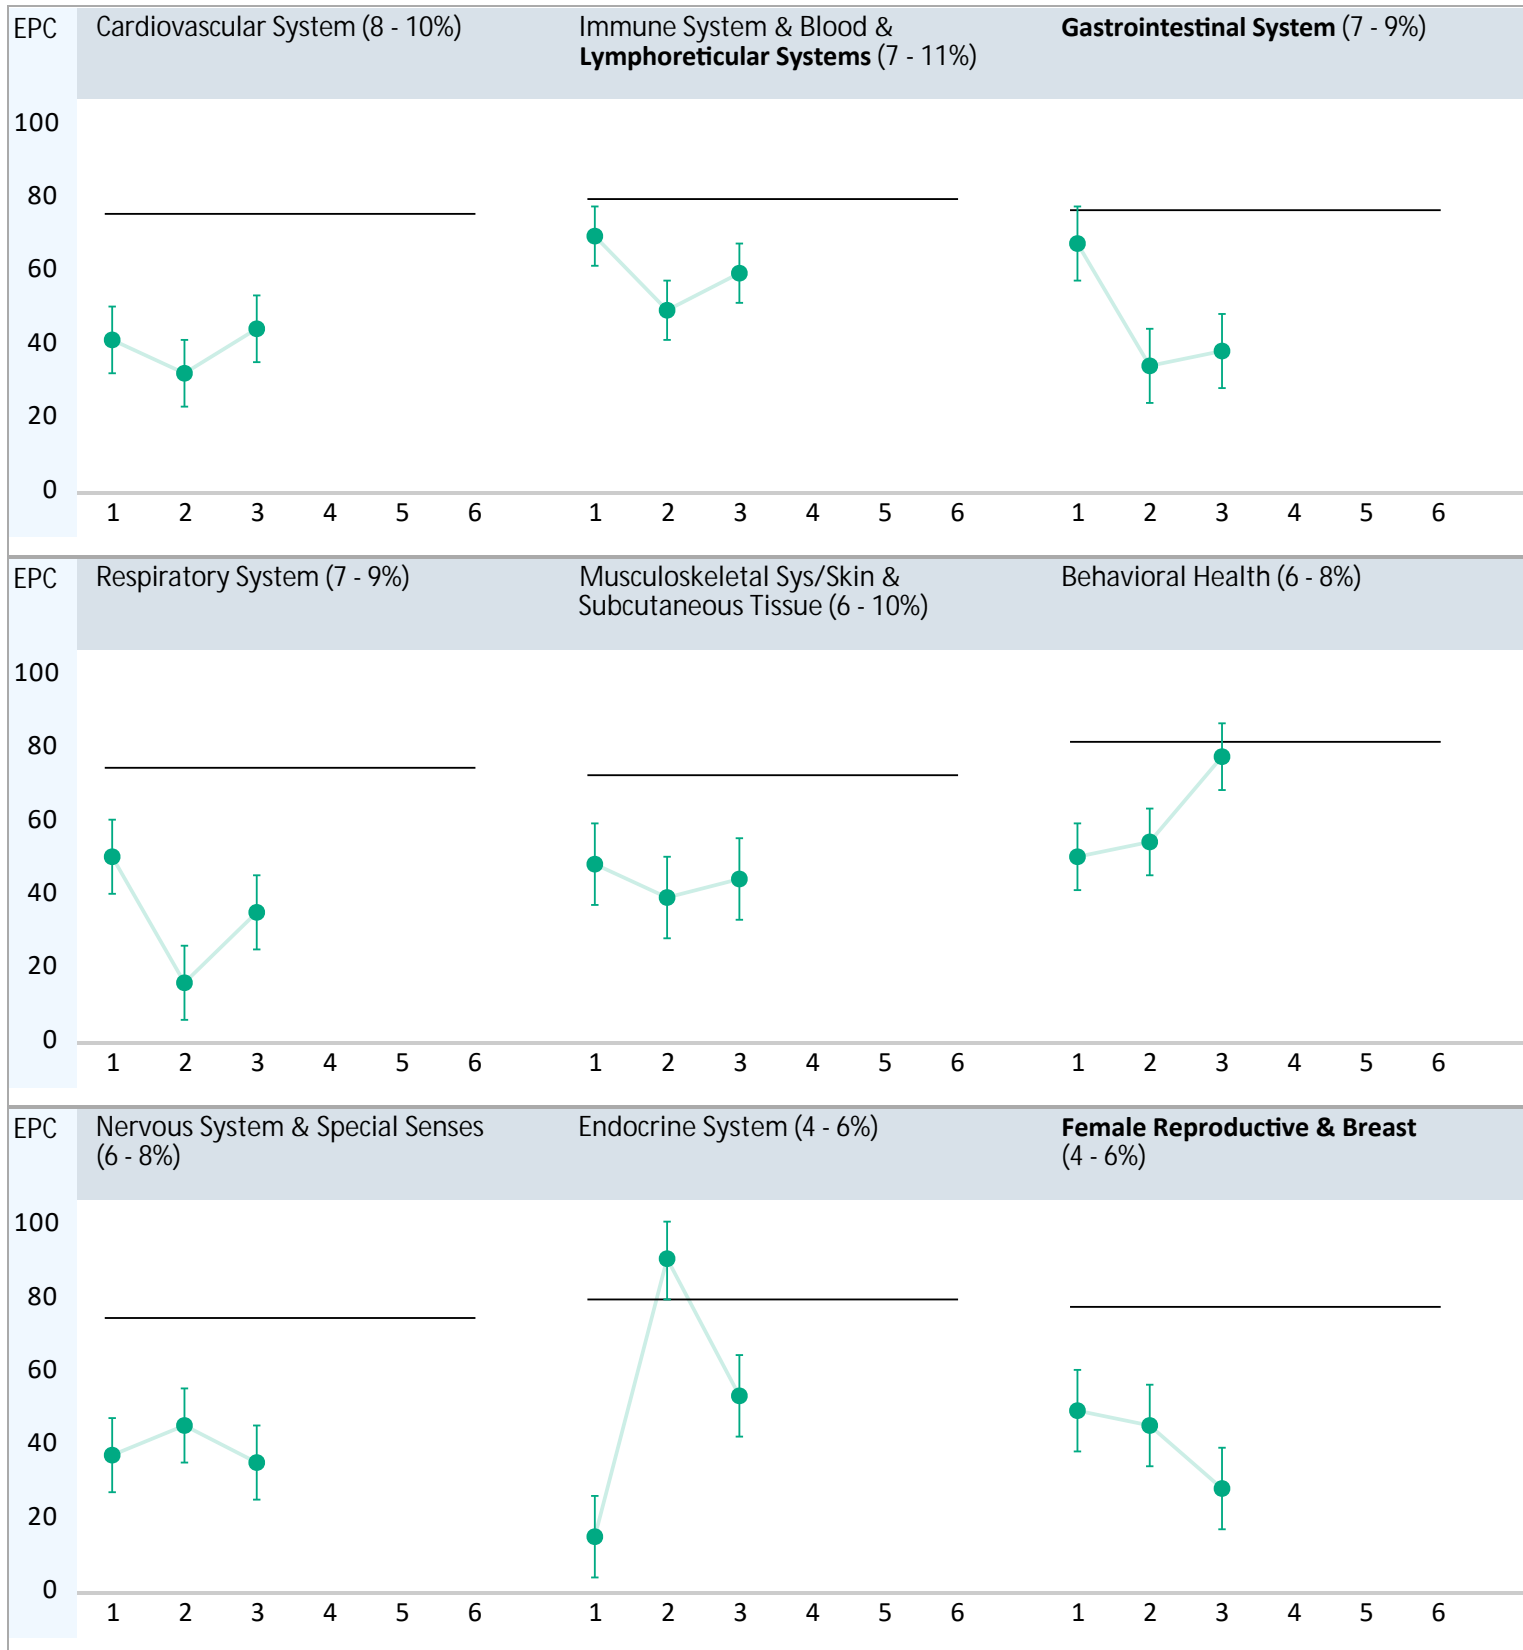 EPC
Cardiovascular System (8 - 10%)
Immune System & Blood &
Lymphoreticular Systems (7 - 11%)
Gastrointestinal System (7 - 9%)
100
80
60
40
20
0
1 2 3 4 5 6
1 2 3 4 5 6
1 2 3 4 5 6
EPC
Respiratory System (7 - 9%)
Musculoskeletal Sys/Skin &
Subcutaneous Tissue (6 - 10%)
Behavioral Health (6 - 8%)
100
80
60
40
20
0
1 2 3 4 5 6
1 2 3 4 5 6
1 2 3 4 5 6
EPC
Nervous System & Special Senses
(6 - 8%)
Endocrine System (4 - 6%)
Female Reproductive & Breast
(4 - 6%)
100
80
60
40
20
0
1 2 3 4 5 6
1 2 3 4 5 6
1 2 3 4 5 6